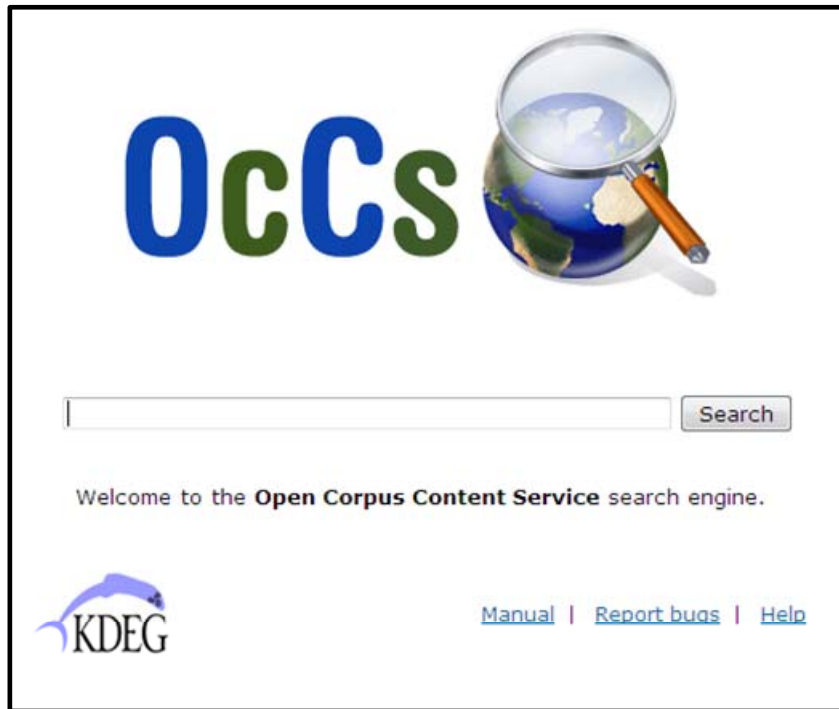 OcCs
Search
Welcome to the Open Corpus Content Service search engine.
KDEG
Manual | Report bugs | Help